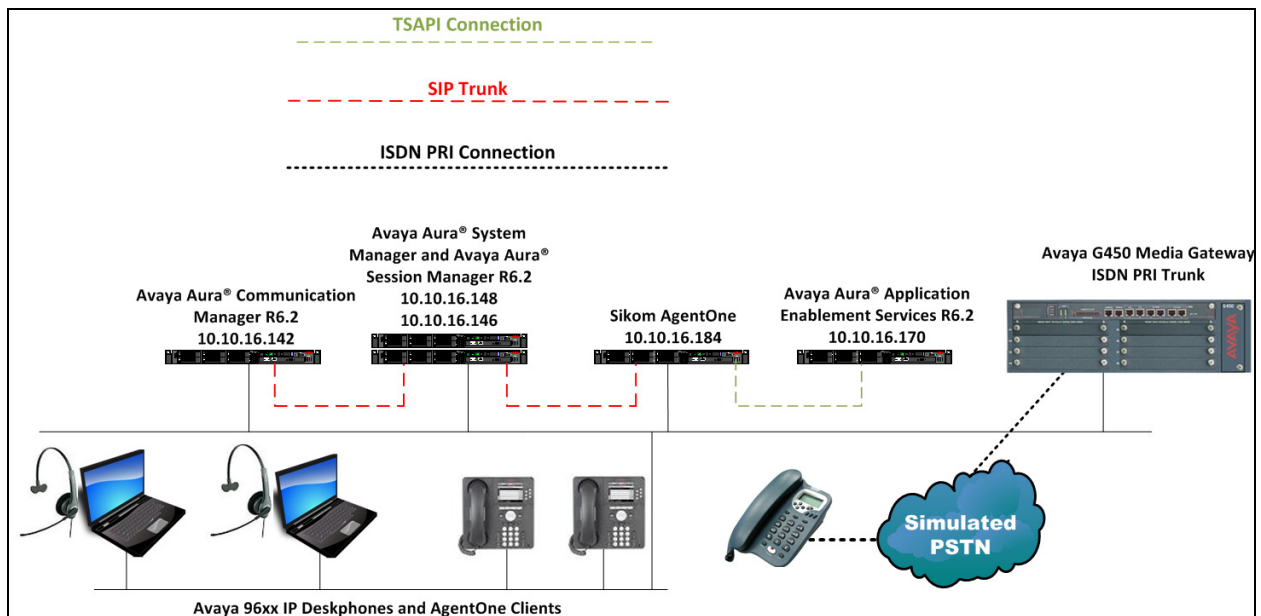 TSAPI Connection
SIP Trunk
ISDN PRI Connection
Avaya Aura® Communication
Manager R6.2
10.10.16.142
Avaya Aura® System
Manager and Avaya Aura®
Session Manager R6.2
10.10.16.148
10.10.16.146
Sikom AgentOne
10.10.16.184
Avaya Aura® Application
Enablement Services R6.2
10.10.16.170
Avaya G450 Media Gateway
ISDN PRI Trunk
AVAYA
Simulated
PSTN
Avaya 96xx IP Deskphones and AgentOne Clients